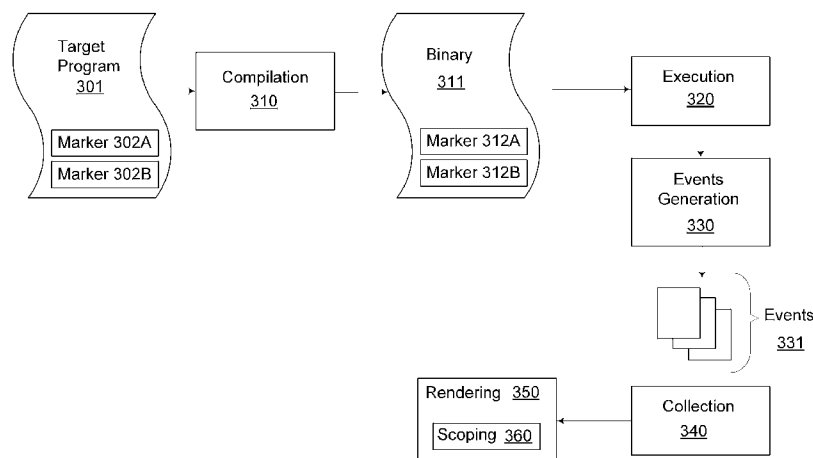 Target
Program
301
Marker 302A
Marker 302B
Compilation
310
Binary
311
Marker 312A
Marker 312B
Execution
320
Events
Generation
330
Events
331
Collection
340
Rendering 350
Scoping 360